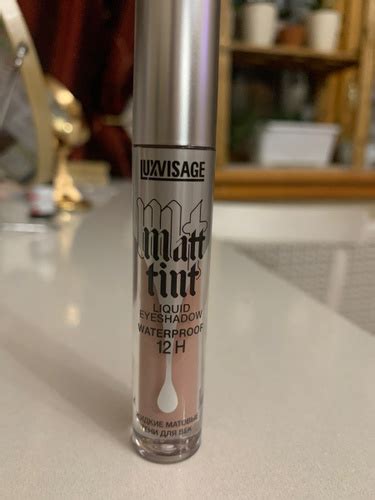 LUXVISAGE
matt
tint
LIQUID
EYESHADOW
WATERPROOF
12 H
ЖИДКИЕ МАТОВЫЕ
ТЕНИ ДЛЯ ВЕК